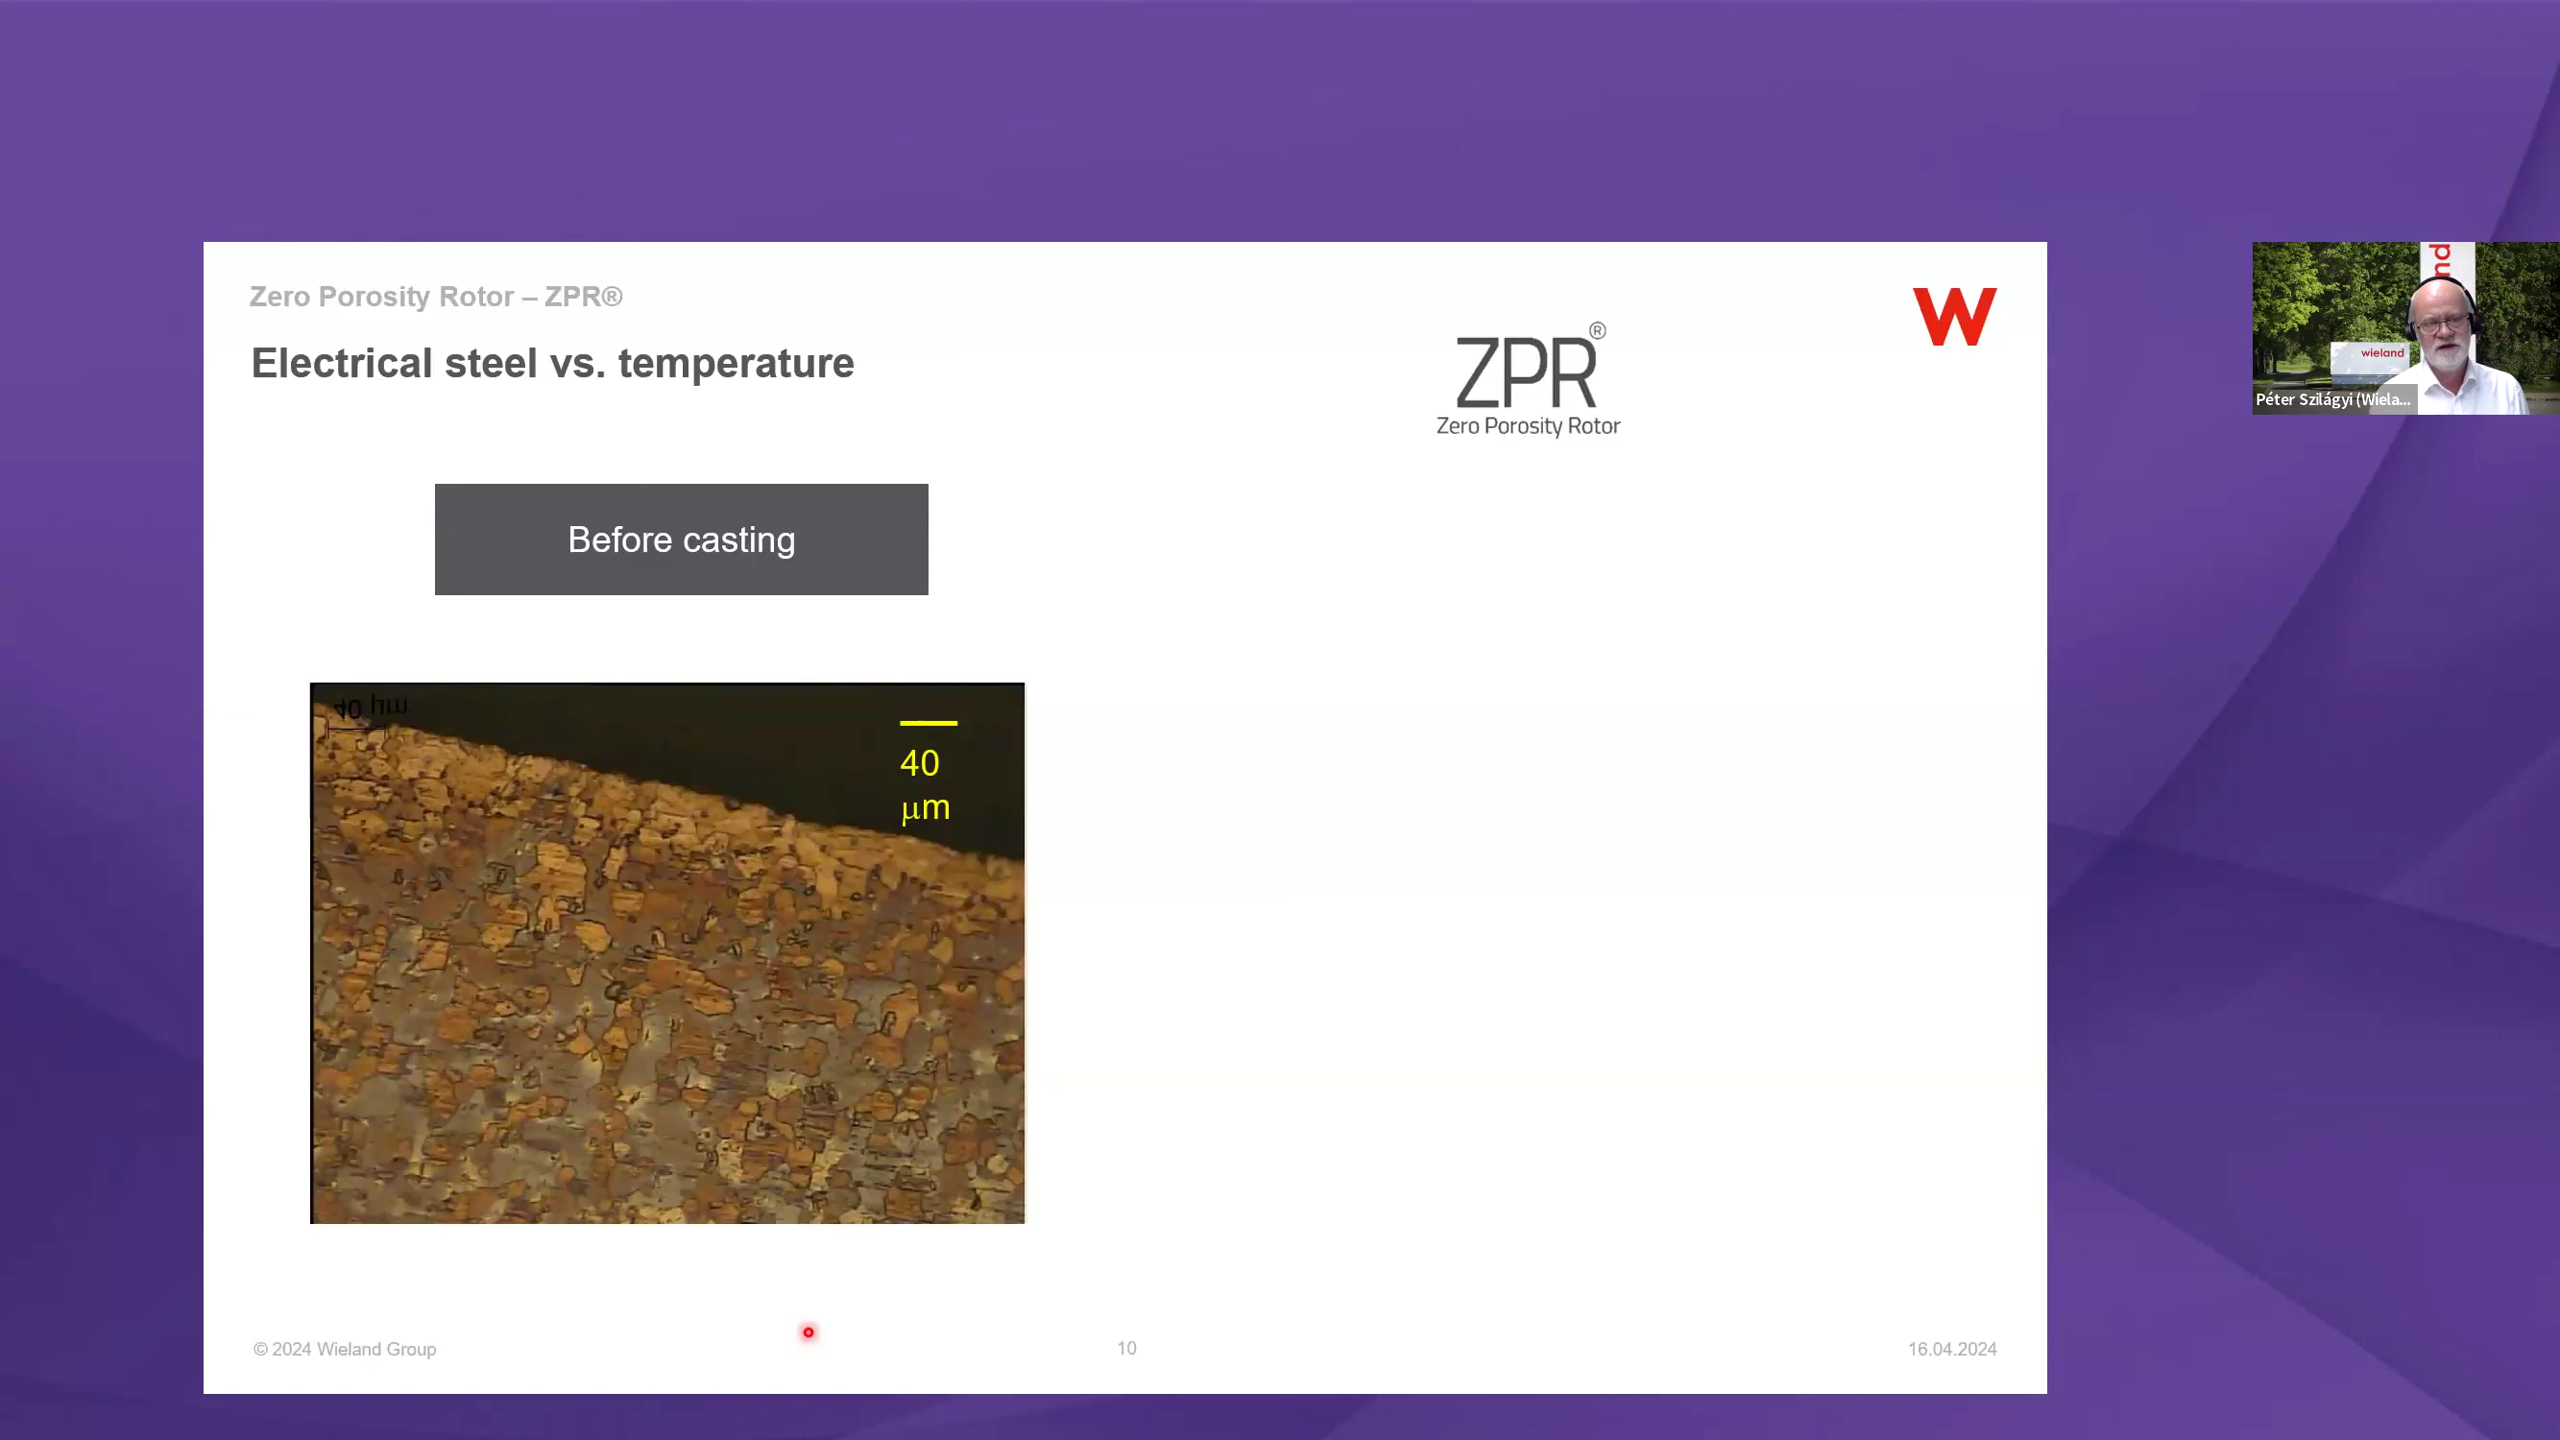 Zero Porosity Rotor – ZPR®
Electrical steel vs. temperature
ZPR®
Zero Porosity Rotor
W
nd
wieland
Péter Szilágyi (Wiela...
Before casting
40 µm
40
µm
© 2024 Wieland Group
10
16.04.2024